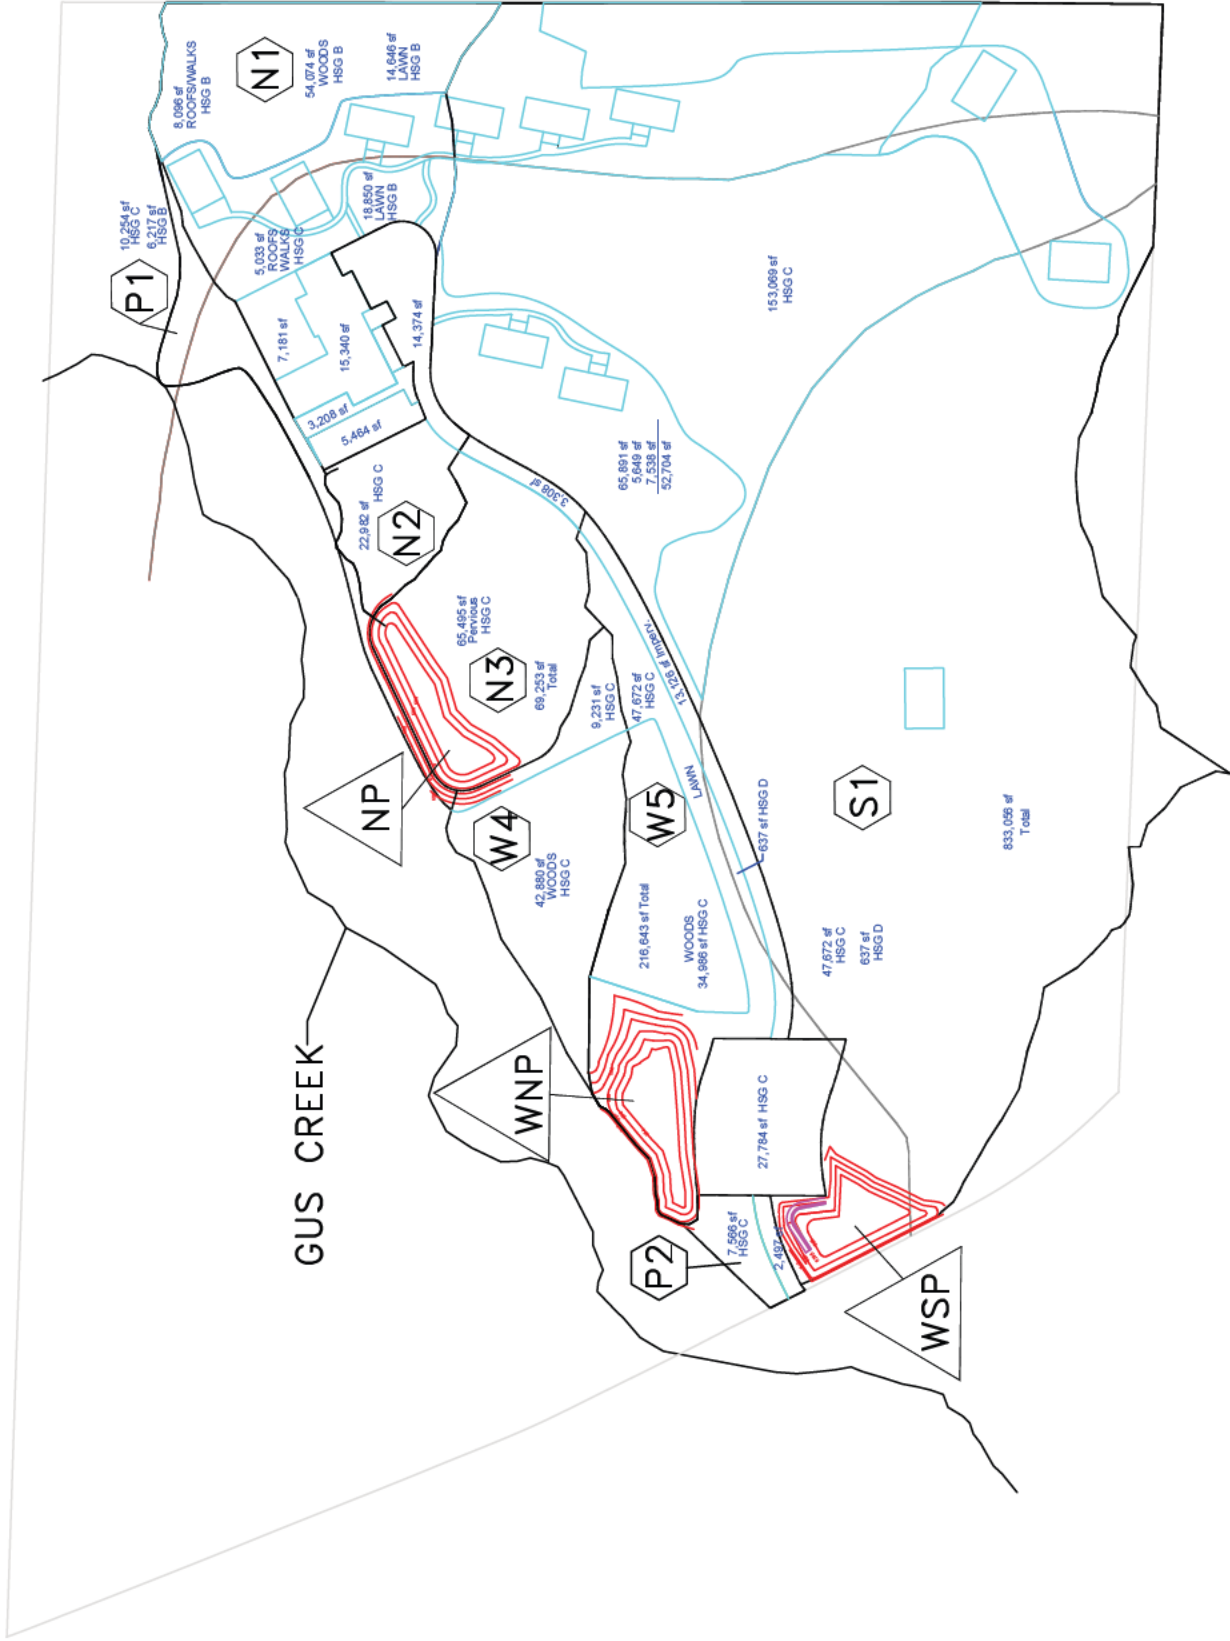 8,096 sf
ROOFS/WALKS
HSG B
N1
54,074 sf
WOODS
HSG B
14,646 sf
LAWN
HSG B
10,254 sf
HSG C
6,217 sf
HSG B
P1
5,033 sf
ROOFS
WALKS
HSG C
18,850 sf
LAWN
HSG B
7,181 sf
15,340 sf
14,374 sf
3,208 sf
5,464 sf
153,069 sf
HSG C
22,982 sf
HSG C
N2
3,308 sf
65,891 sf
5,649 sf
7,538 sf
52,704 sf
65,495 sf
Pervious
HSG C
N3
69,253 sf
Total
9,231 sf
HSG C
47,672 sf
HSG C
13,126 sf Imperv.
NP
W4
42,880 sf
WOODS
HSG C
W5
LAWN
637 sf HSG D
S1
833,056 sf
Total
216,643 sf Total
WOODS
34,986 sf HSG C
47,672 sf
HSG C
637 sf
HSG D
GUS CREEK
WNP
27,784 sf HSG C
P2
7,566 sf
HSG C
2,497
WSP